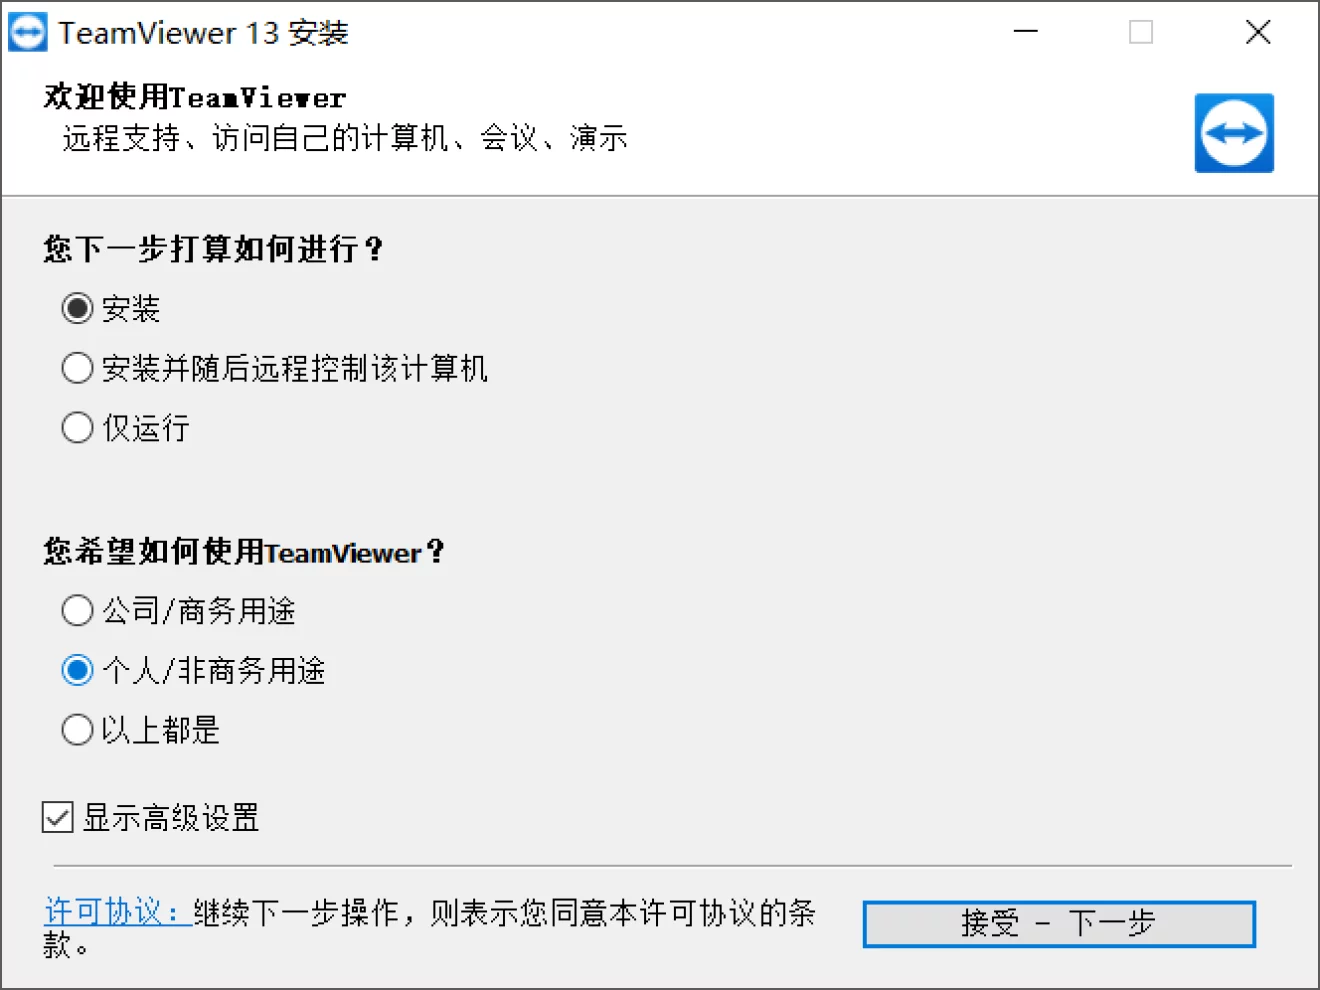 TeamViewer 13 安装
欢迎使用TeamViewer
远程支持、访问自己的计算机、会议、演示
您下一步打算如何进行？
安装
安装并随后远程控制该计算机
仅运行
您希望如何使用TeamViewer？
公司/商务用途
个人/非商务用途
以上都是
显示高级设置
许可协议：继续下一步操作，则表示您同意本许可协议的条
款。
接受 - 下一步